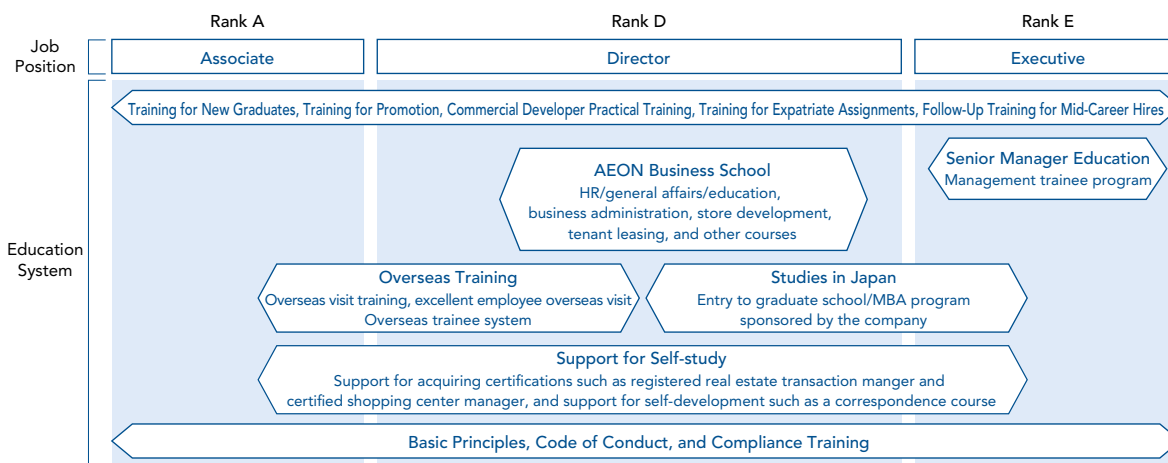 Rank A
Rank D
Rank E
Job
Position
Associate
Director
Executive
Education
System
Training for New Graduates, Training for Promotion, Commercial Developer Practical Training, Training for Expatriate Assignments, Follow-Up Training for Mid-Career Hires
Senior Manager Education
Management trainee program
AEON Business School
HR/general affairs/education,
business administration, store development,
tenant leasing, and other courses
Overseas Training
Overseas visit training, excellent employee overseas visit
Overseas trainee system
Studies in Japan
Entry to graduate school/MBA program
sponsored by the company
Support for Self-study
Support for acquiring certifications such as registered real estate transaction manger and
certified shopping center manager, and support for self-development such as a correspondence course
Basic Principles, Code of Conduct, and Compliance Training